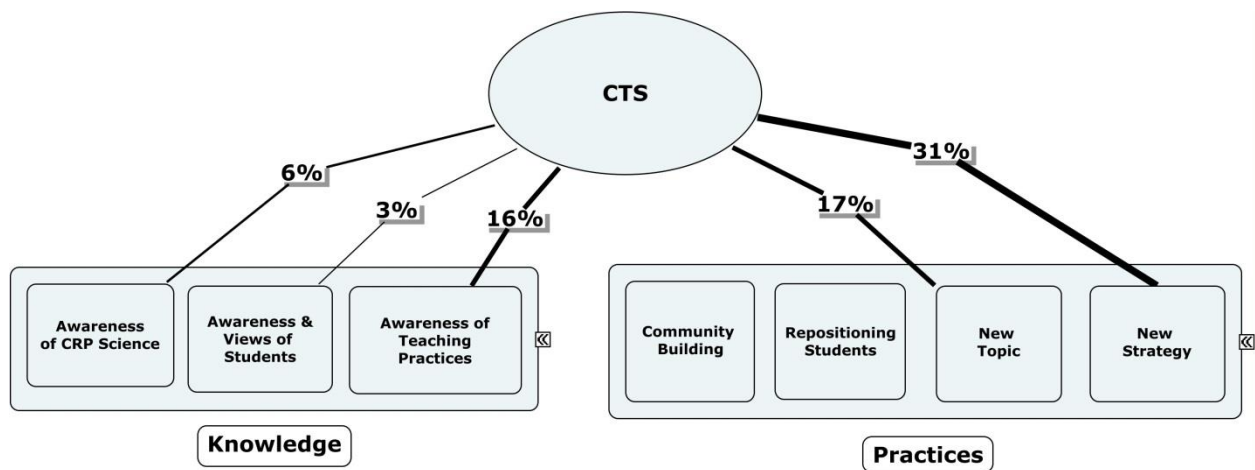 CTS
6%
3%
16%
17%
31%
Awareness
of CRP Science
Awareness &
Views of
Students
Awareness of
Teaching
Practices
Community
Building
Repositioning
Students
New
Topic
New
Strategy
Knowledge
Practices